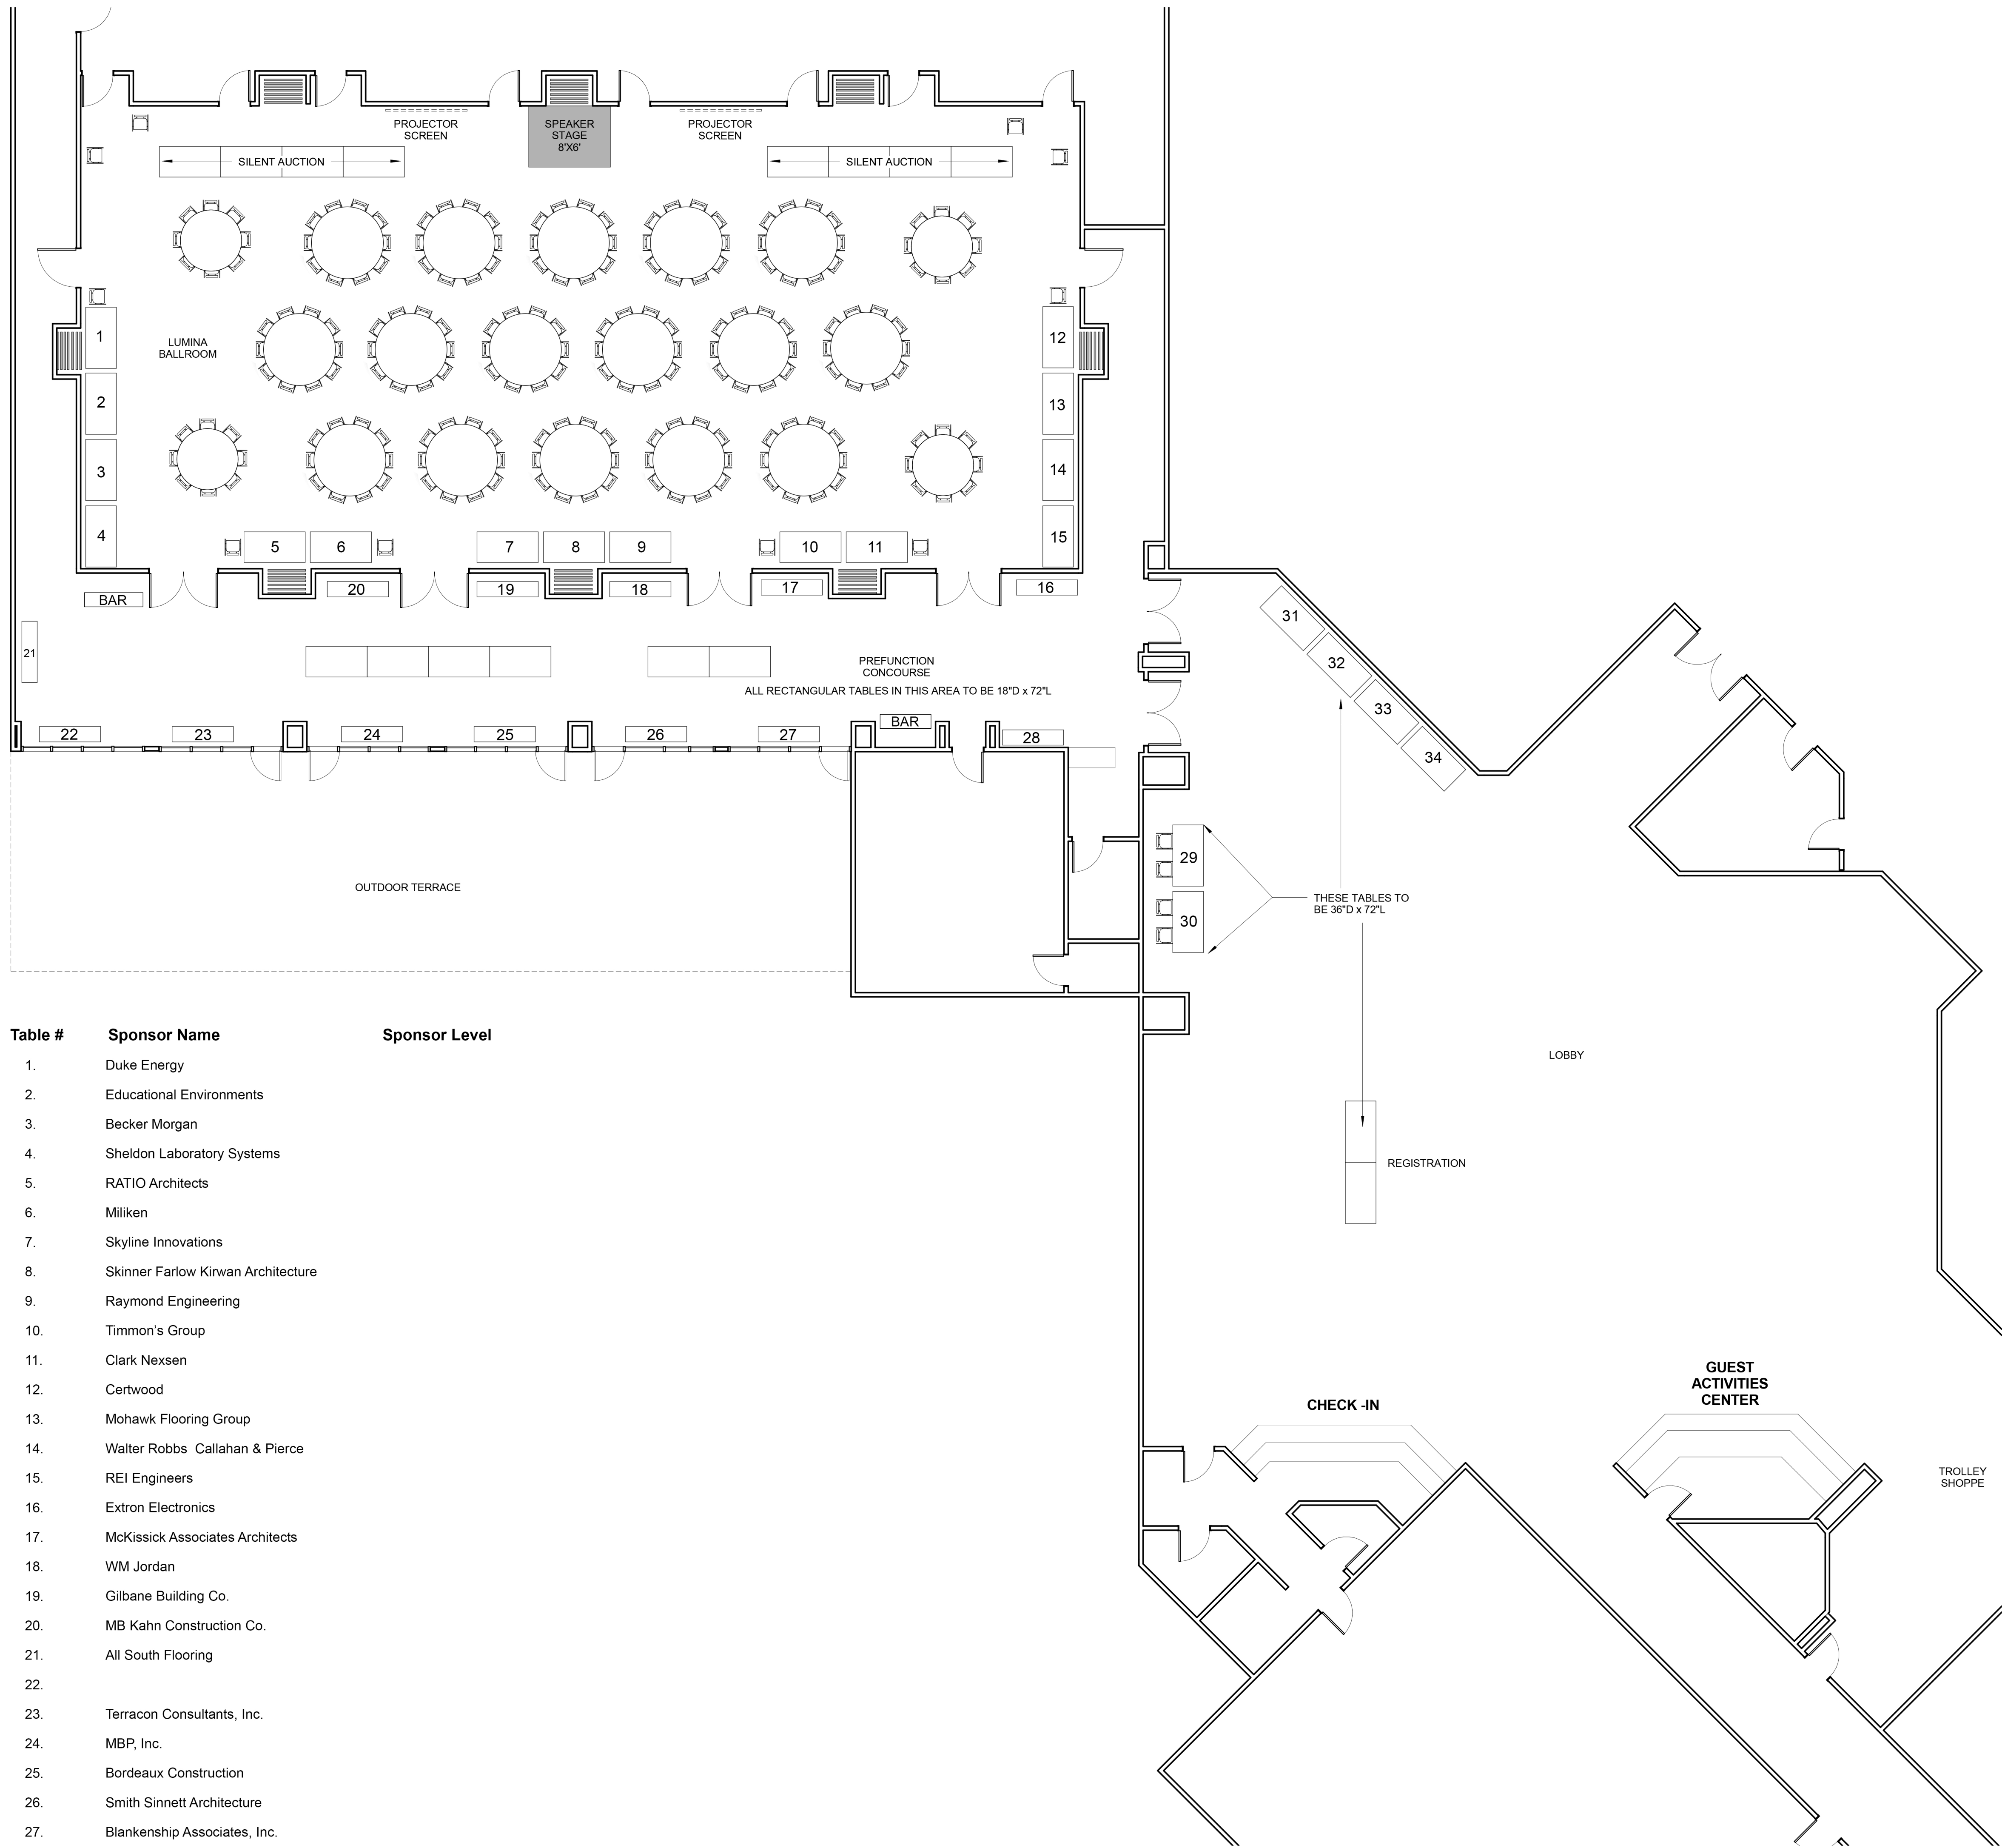 PROJECTOR
SCREEN
SPEAKER
STAGE
8'X6'
PROJECTOR
SCREEN
SILENT AUCTION
SILENT AUCTION
1
LUMINA
BALLROOM
12
2
13
3
14
4
15
5
6
7
8
9
10
11
BAR
20
19
18
17
16
31
21
32
PREFUNCTION
CONCOURSE
ALL RECTANGULAR TABLES IN THIS AREA TO BE 18"D x 72"L
33
BAR
22
23
24
25
26
27
28
34
29
OUTDOOR TERRACE
THESE TABLES TO
BE 36"D x 72"L
30
LOBBY
REGISTRATION
GUEST
ACTIVITIES
CENTER
CHECK -IN
TROLLEY
SHOPPE
Table # Sponsor Name Sponsor Level
1. Duke Energy
2. Educational Environments
3. Becker Morgan
4. Sheldon Laboratory Systems
5. RATIO Architects
6. Miliken
7. Skyline Innovations
8. Skinner Farlow Kirwan Architecture
9. Raymond Engineering
10. Timmon’s Group
11. Clark Nexsen
12. Certwood
13. Mohawk Flooring Group
14. Walter Robbs  Callahan & Pierce
15. REI Engineers
16. Extron Electronics
17. McKissick Associates Architects
18. WM Jordan
19. Gilbane Building Co.
20. MB Kahn Construction Co.
21. All South Flooring
22.
23. Terracon Consultants, Inc.
24. MBP, Inc.
25. Bordeaux Construction
26. Smith Sinnett Architecture
27. Blankenship Associates, Inc.